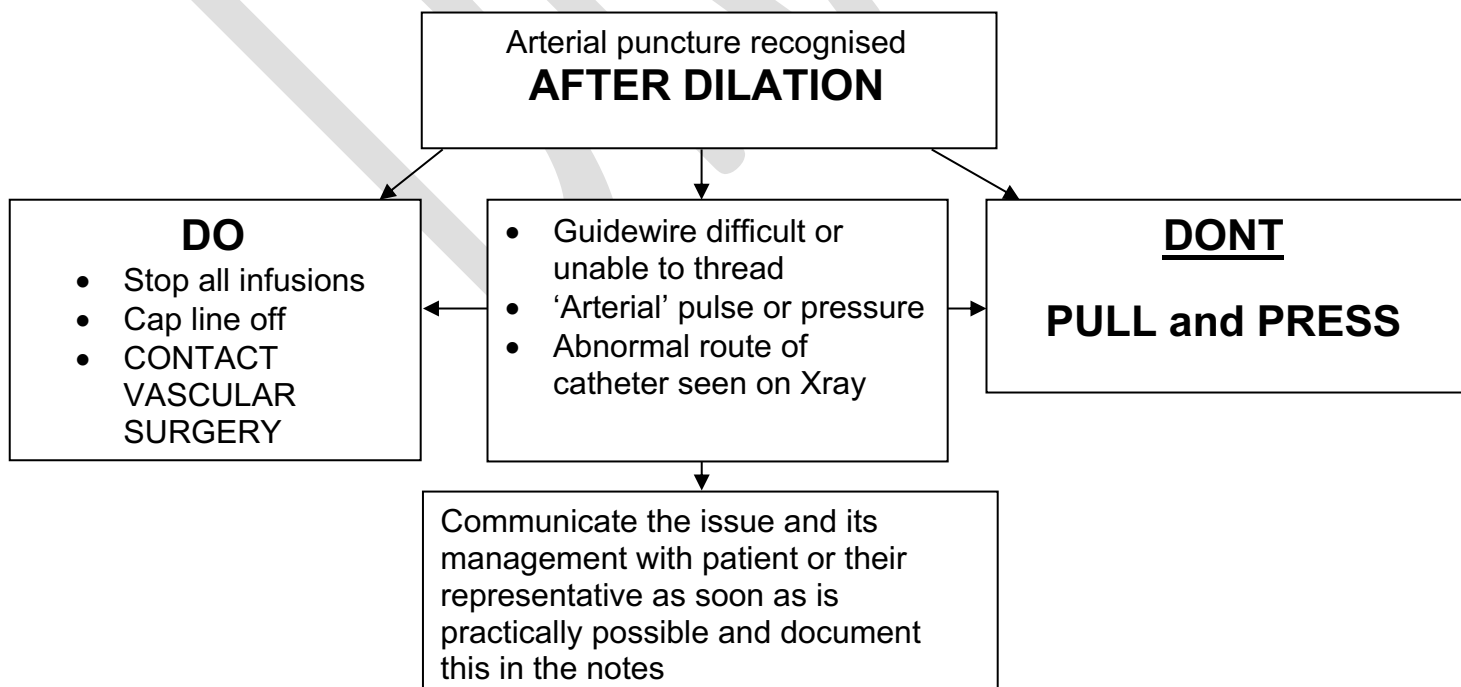 Arterial puncture recognised
AFTER DILATION
DO
• Stop all infusions
• Cap line off
• CONTACT
VASCULAR
SURGERY
• Guidewire difficult or
unable to thread
• ‘Arterial’ pulse or pressure
• Abnormal route of
catheter seen on Xray
DONT
PULL and PRESS
Communicate the issue and its
management with patient or their
representative as soon as is
practically possible and document
this in the notes